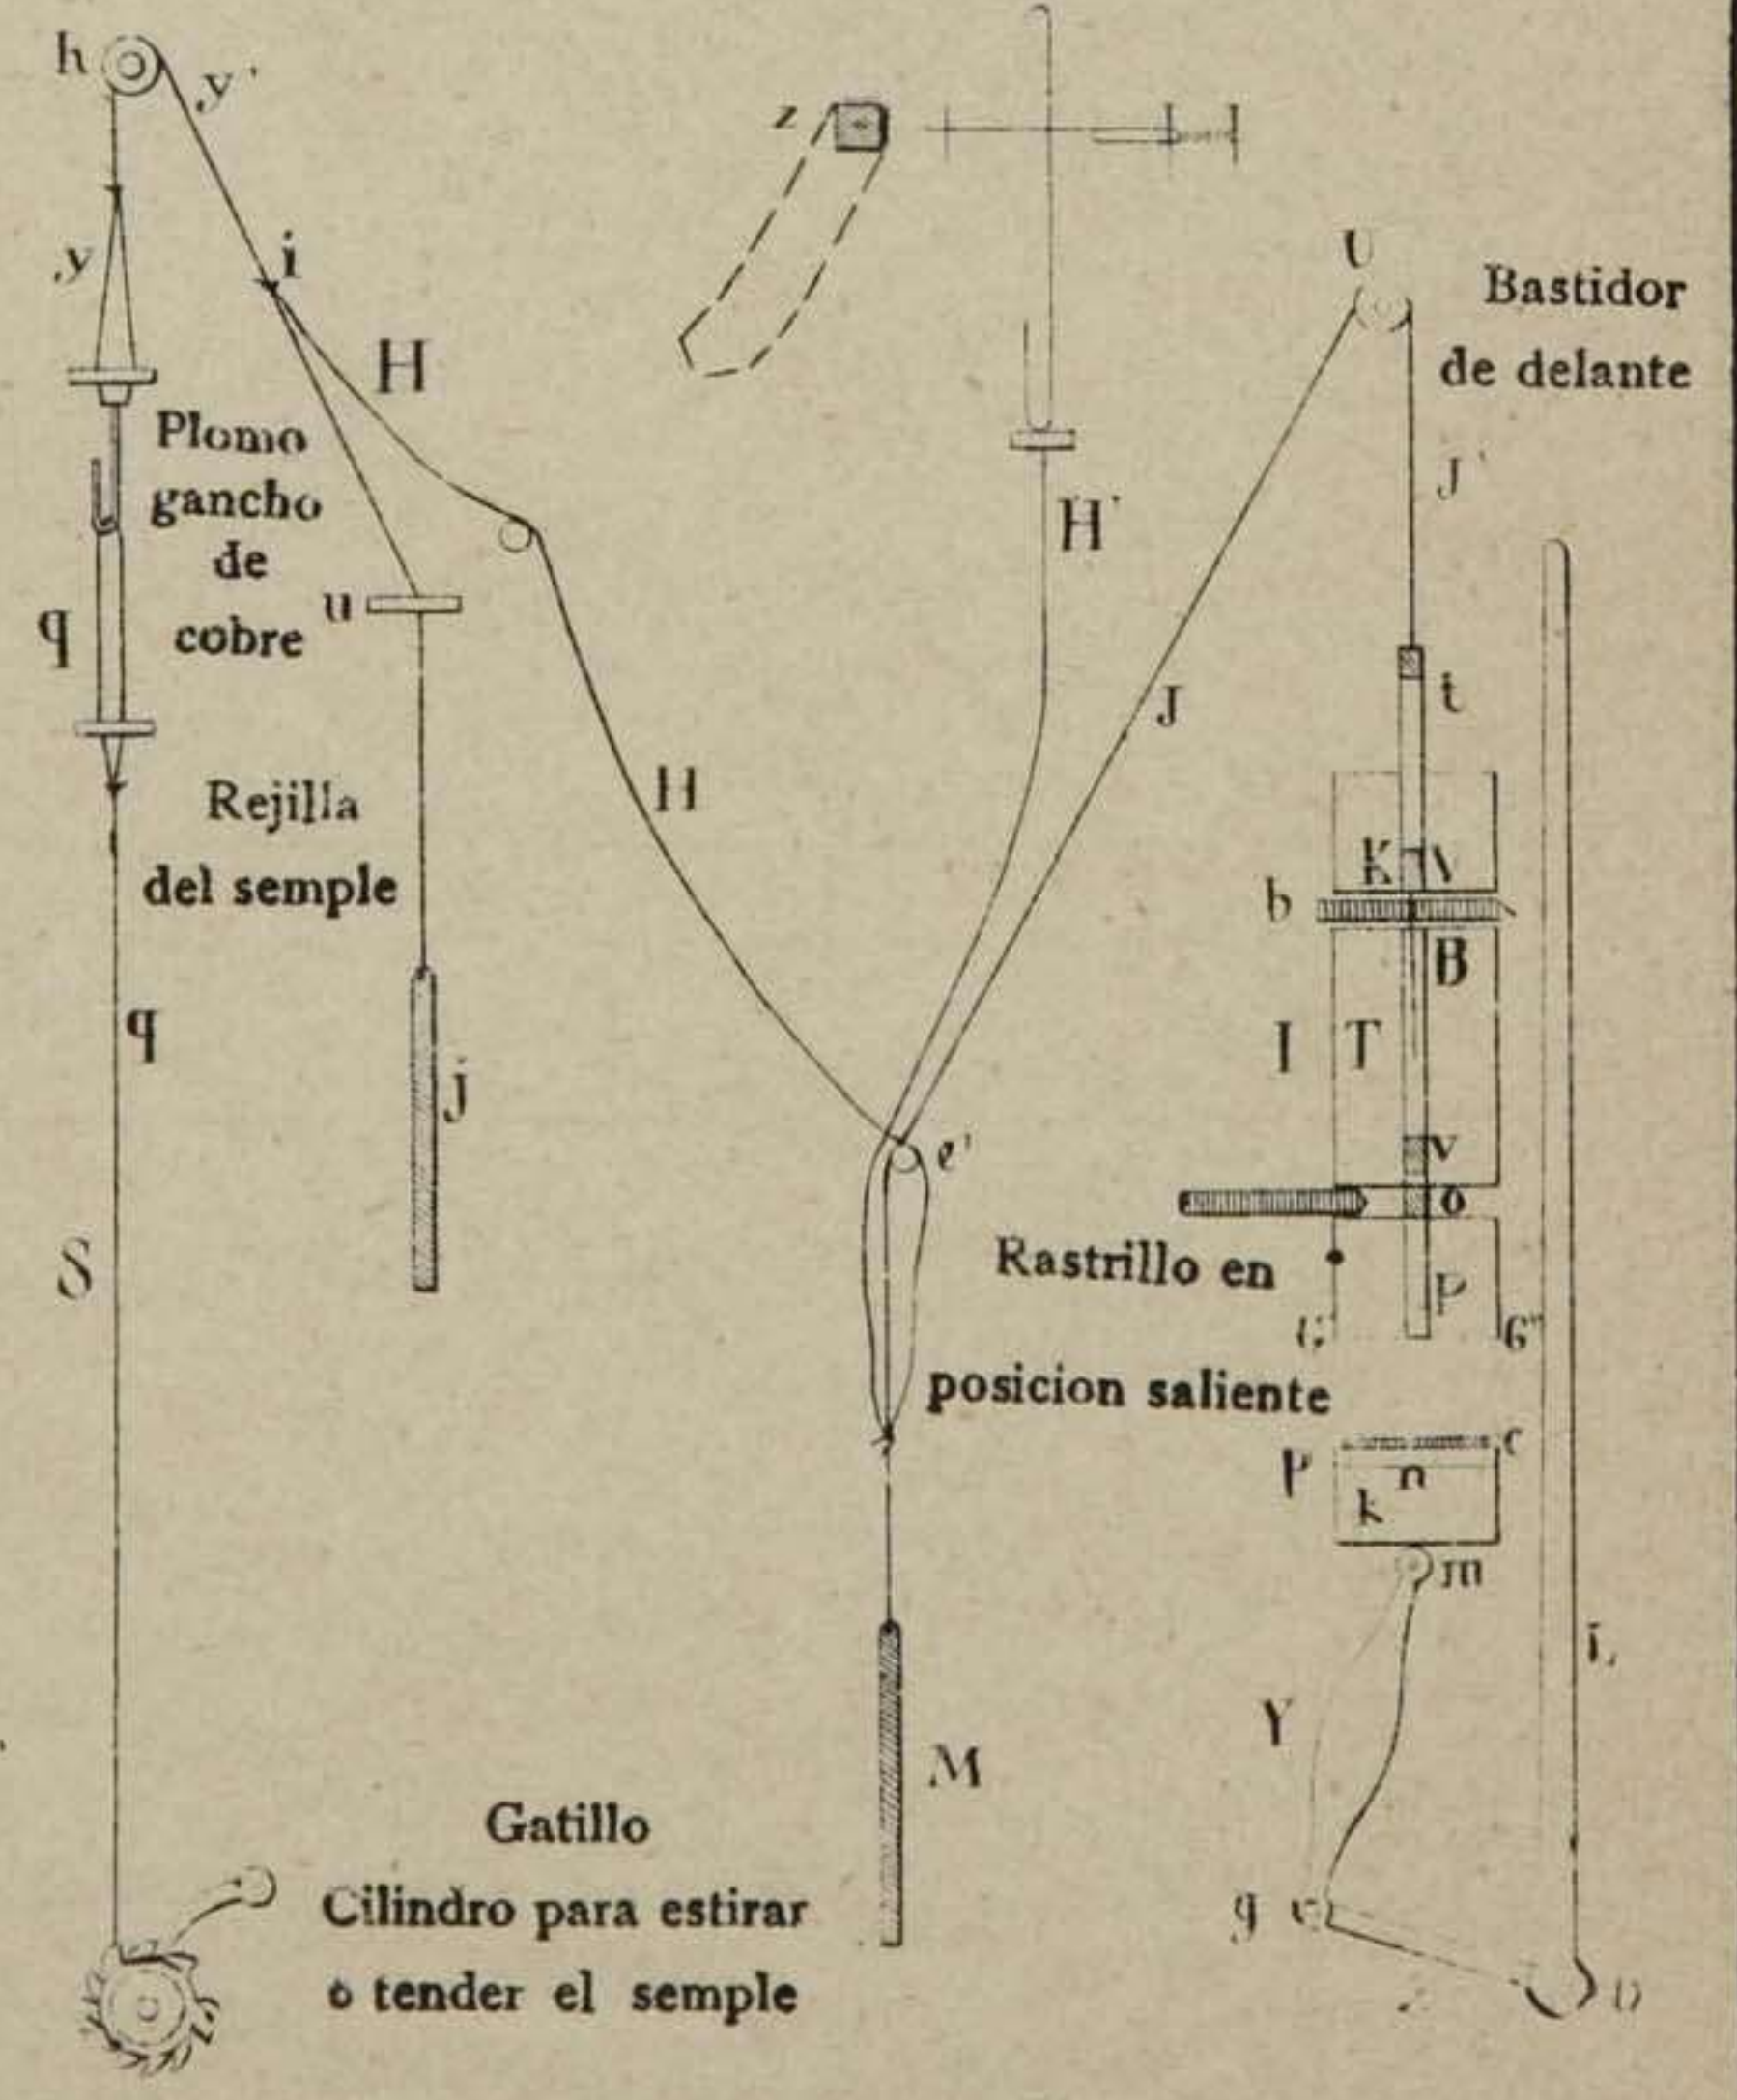 h
y'
z
y
i
H
U
Bastidor
de delante
Plomo
gancho
de
cobre
J'
H'
u
q
t
J
H
Rejilla
del semple
K
b
B
q
I T
j
e'
v
o
S
Rastrillo en
p
G"
posicion saliente
c
P
n
k
m
L
Y
M
Gatillo
Cilindro para estirar
o tender el semple
g